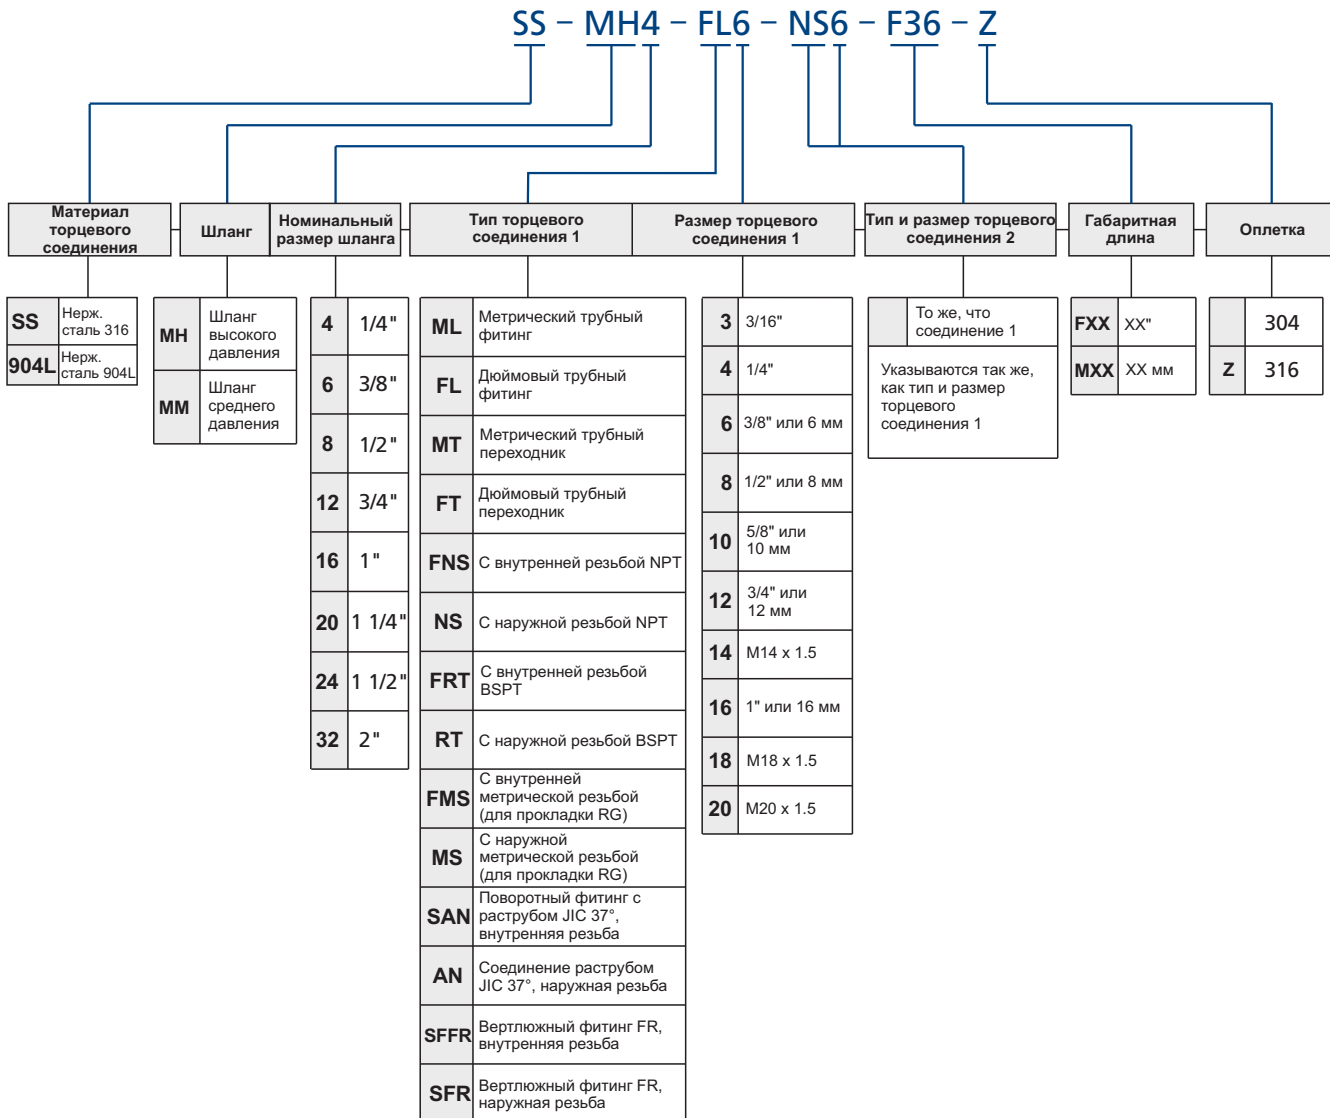 SS – MH4 – FL6 – NS6 – F36 – Z
Материал
торцевого
соединения
Шланг
Номинальный
размер шланга
Тип торцевого
соединения 1
Размер торцевого
соединения 1
Тип и размер торцевого
соединения 2
Габаритная
длина
Оплетка
SS
Нерж.
сталь 316
904L
Нерж.
сталь 904L
MH
Шланг
высокого
давления
MM
Шланг
среднего
давления
4 1/4"
6 3/8"
8 1/2"
12 3/4"
16 1"
20 1 1/4"
24 1 1/2"
32 2"
ML
Метрический трубный
фитинг
FL
Дюймовый трубный
фитинг
MT
Метрический трубный
переходник
FT
Дюймовый трубный
переходник
FNS С внутренней резьбой NPT
NS С наружной резьбой NPT
FRT
С внутренней резьбой
BSPT
RT С наружной резьбой BSPT
FMS
С внутренней
метрической резьбой
(для прокладки RG)
MS
С наружной
метрической резьбой
(для прокладки RG)
SAN
Поворотный фитинг с
раструбом JIC 37°,
внутренняя резьба
AN
Соединение раструбом
JIC 37°, наружная резьба
SFFR
Вертлюжный фитинг FR,
внутренняя резьба
SFR
Вертлюжный фитинг FR,
наружная резьба
3 3/16"
4 1/4"
6 3/8" или 6 мм
8 1/2" или 8 мм
10
5/8" или
10 мм
12
3/4" или
12 мм
14 M14 x 1.5
16 1" или 16 мм
18 M18 x 1.5
20 M20 x 1.5
То же, что
соединение 1
Указываются так же,
как тип и размер
торцевого
соединения 1
FXX XX"
MXX XX мм
304
Z 316